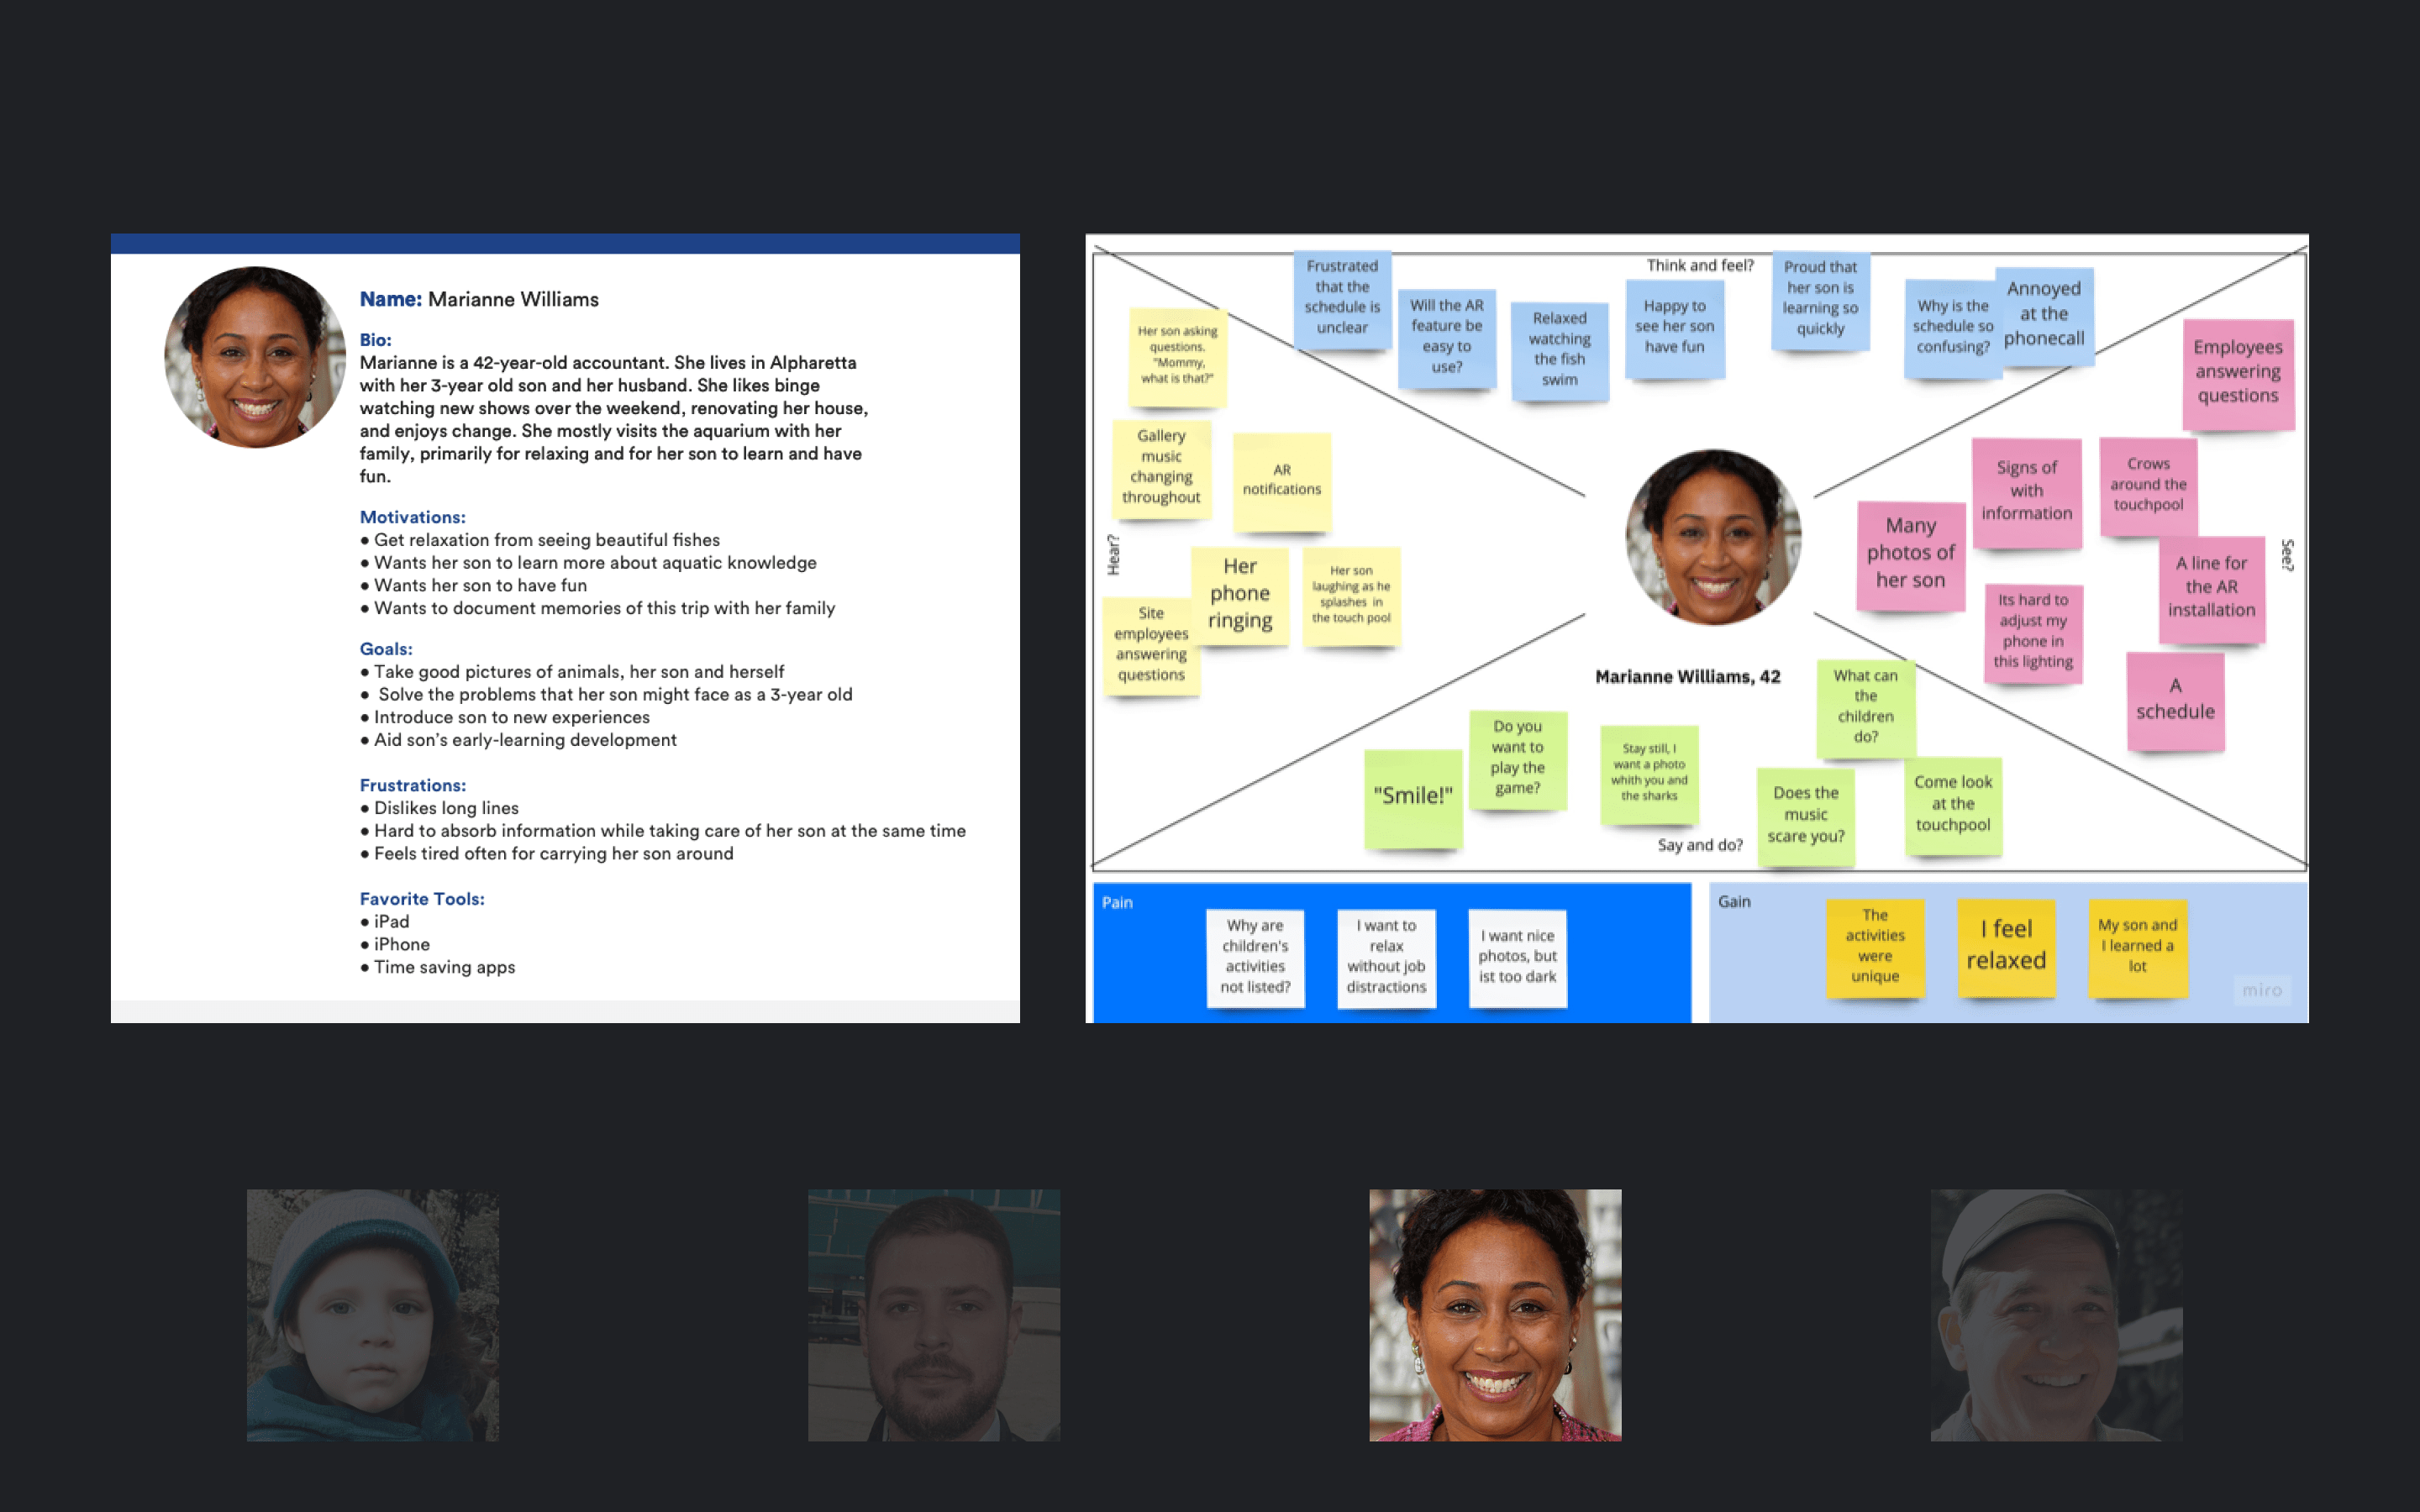 Name: Marianne Williams
Bio:
Marianne is a 42-year-old accountant. She lives in Alpharetta
with her 3-year old son and her husband. She likes binge
watching new shows over the weekend, renovating her house,
and enjoys change. She mostly visits the aquarium with her
family, primarily for relaxing and for her son to learn and have
fun.
Motivations:
● Get relaxation from seeing beautiful fishes
● Wants her son to learn more about aquatic knowledge
● Wants her son to have fun
● Wants to document memories of this trip with her family
Goals:
● Take good pictures of animals, her son and herself
● Solve the problems that her son might face as a 3-year old
● Introduce son to new experiences
● Aid son's early-learning development
Frustrations:
● Dislikes long lines
● Hard to absorb information while taking care of her son at the same time
● Feels tired often for carrying her son around
Favorite Tools:
● iPad
● iPhone
● Time saving apps
Think and feel?
Frustrated
that the
schedule is
unclear
Will the AR
feature be
easy to
use?
Relaxed
watching
the fish
swim
Happy to
see her son
have fun
Proud that
her son is
learning so
quickly
Why is the
schedule so
confusing?
Annoyed
at the
phonecall
Hear?
Her son asking
questions.
"Mommy,
what is that?"
Gallery
music
changing
throughout
AR
notifications
Her
phone
ringing
Her son
laughing as he
splashes in
the touch pool
Site
employees
answering
questions
Marianne Williams, 42
See?
Employees
answering
questions
Signs of
with
information
Crows
around the
touchpool
Many
photos of
her son
A line for
the AR
installation
Its hard to
adjust my
phone in
this lighting
A
schedule
Say and do?
"Smile!"
Do you
want to
play the
game?
Stay still, I
want a photo
whith you and
the sharks
What can
the
children
do?
Does the
music
scare you?
Come look
at the
touchpool
Pain
Why are
children's
activities
not listed?
I want to
relax
without job
distractions
I want nice
photos, but
ist too dark
Gain
The
activities
were
unique
I feel
relaxed
My son and
I learned a
lot
miro